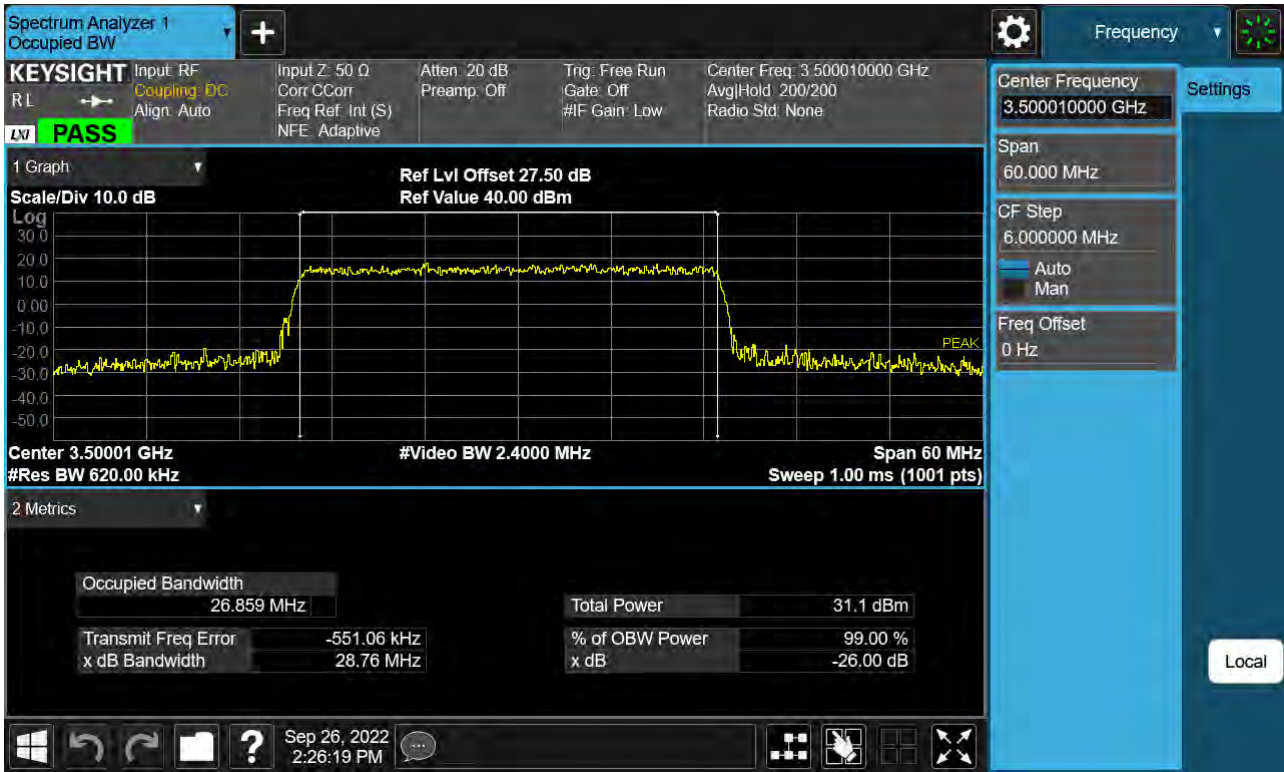 Spectrum Analyzer 1
Occupied BW
+
Frequency
KEYSIGHT
RL
LXI
PASS
Input: RF
Coupling: DC
Align: Auto
Input Z: 50 Ω
Corr CCorr
Freq Ref: Int (S)
NFE: Adaptive
Atten: 20 dB
Preamp: Off
Trig: Free Run
Gate: Off
#IF Gain: Low
Center Freq: 3.500010000 GHz
Avg|Hold: 200/200
Radio Std: None
Center Frequency
3.500010000 GHz
Settings
Span
60.000 MHz
CF Step
6.000000 MHz
Auto
Man
Freq Offset
0 Hz
Local
1 Graph
Scale/Div 10.0 dB
Ref Lvl Offset 27.50 dB
Ref Value 40.00 dBm
Log
30.0
20.0
10.0
0.00
-10.0
-20.0
-30.0
-40.0
-50.0
PEAK
Center 3.50001 GHz
#Video BW 2.4000 MHz
Span 60 MHz
#Res BW 620.00 kHz
Sweep 1.00 ms (1001 pts)
2 Metrics
Occupied Bandwidth
26.859 MHz
Total Power 31.1 dBm
Transmit Freq Error -551.06 kHz
% of OBW Power 99.00 %
x dB Bandwidth 28.76 MHz
x dB -26.00 dB
?
Sep 26, 2022
2:26:19 PM